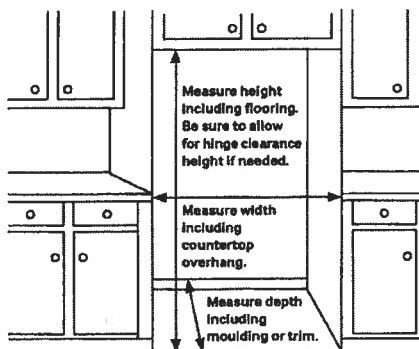 Measure height
including flooring.
Be sure to allow
for hinge clearance
height if needed.
Measure width
including
countertop
overhang.
Measure depth
including
moulding or trim.